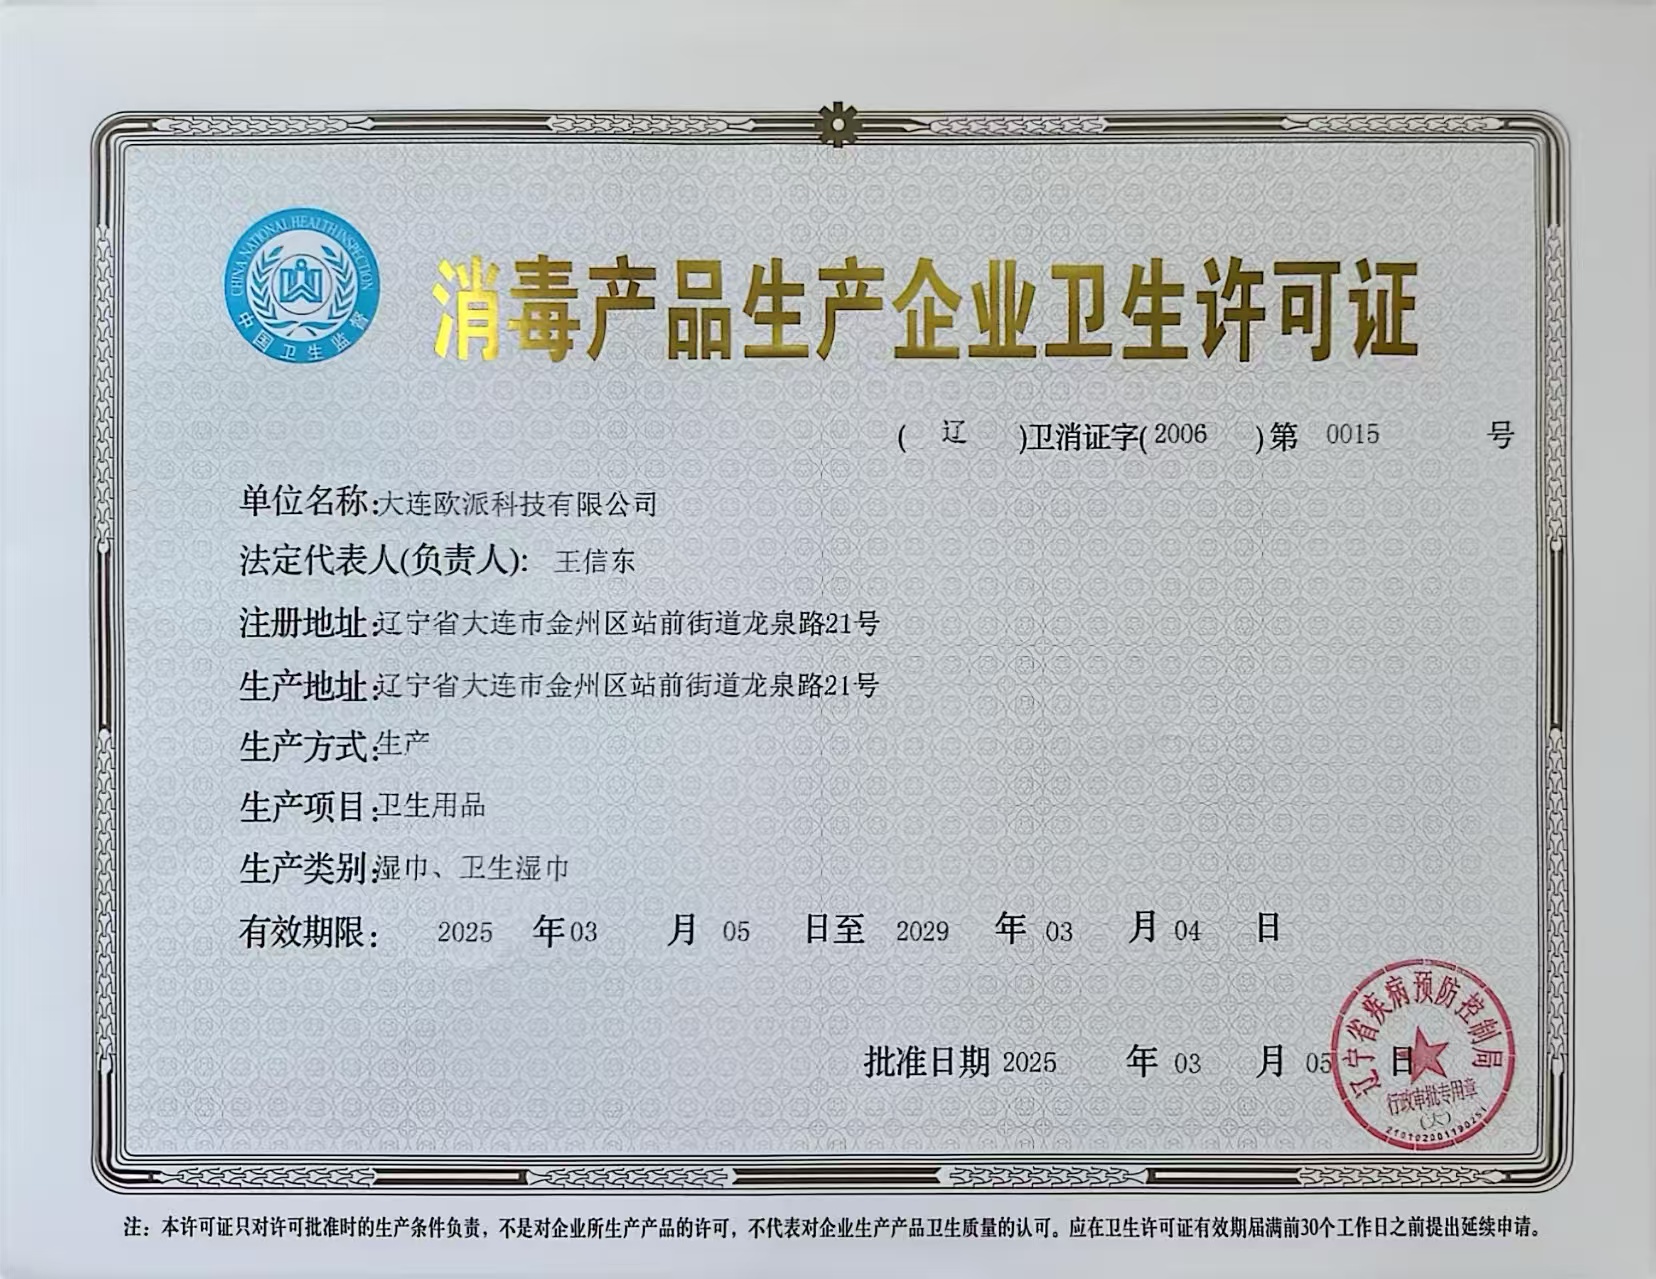 CHINA NATIONAL HEALTH INSPECTION
中国卫生监督
消毒产品生产企业卫生许可证
( 辽 )卫消证字( 2006 )第 0015 号
单位名称:大连欧派科技有限公司
法定代表人(负责人): 王信东
注册地址:辽宁省大连市金州区站前街道龙泉路21号
生产地址:辽宁省大连市金州区站前街道龙泉路21号
生产方式:生产
生产项目:卫生用品
生产类别:湿巾、卫生湿巾
有效期限: 2025 年 03 月 05 日至 2029 年 03 月 04 日
批准日期 2025 年 03 月 05 日
辽宁省疾病预防控制局
行政审批专用章
(大)
210102001190251
注：本许可证只对许可批准时的生产条件负责，不是对企业所生产产品的许可，不代表对企业生产产品卫生质量的认可。应在卫生许可证有效期届满前30个工作日之前提出延续申请。